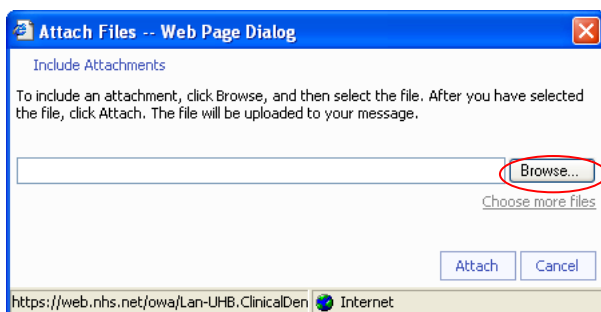 Attach Files -- Web Page Dialog
Include Attachments
To include an attachment, click Browse, and then select the file. After you have selected
the file, click Attach. The file will be uploaded to your message.
Browse...
Choose more files
Attach Cancel
https://web.nhs.net/owa/Lan-UHB.ClinicalDen Internet